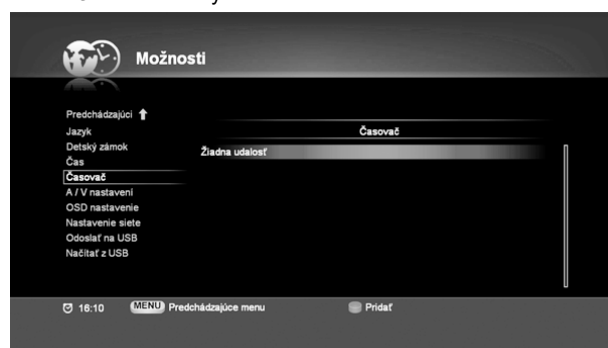 Možnosti
Predchádzajúci
Jazyk
Detský zámok
Čas
Časovač
A / V nastavení
OSD nastavenie
Nastavenie siete
Odoslať na USB
Načítať z USB
Časovač
Žiadna udalosť
16:10 MENU Predchádzajúce menu Pridať